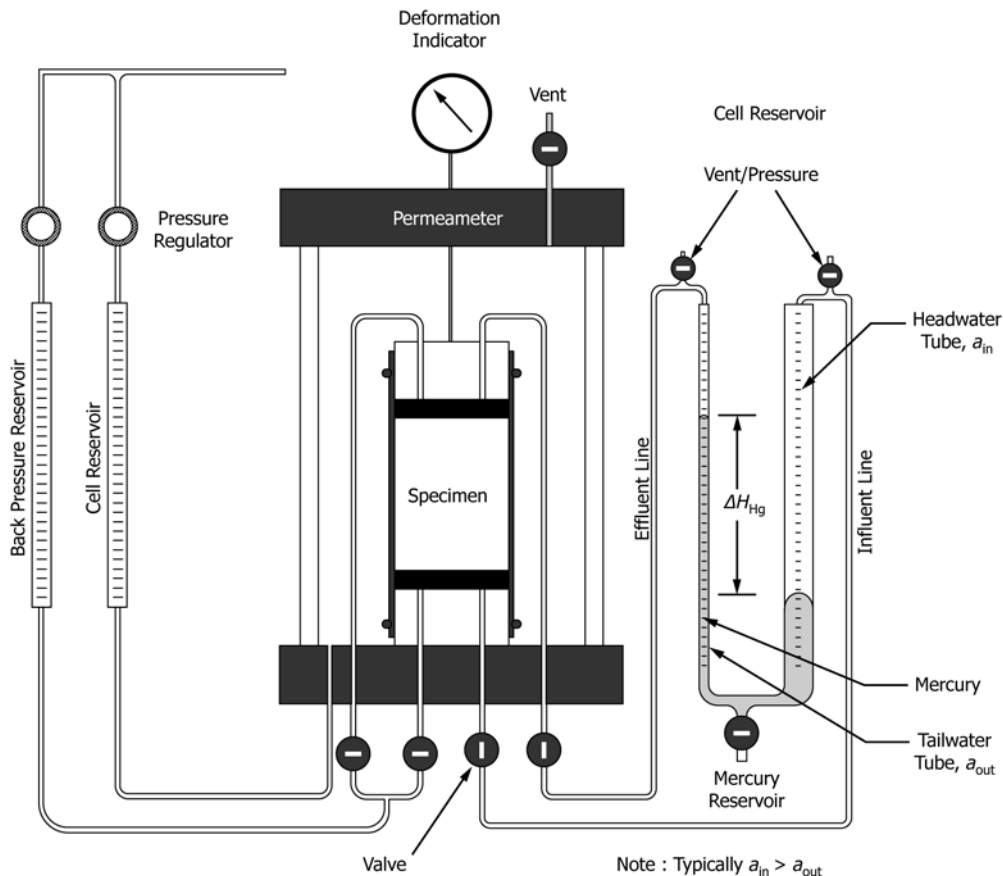 Deformation
Indicator
Vent
Cell Reservoir
Vent/Pressure
Permeameter
Pressure
Regulator
Headwater
Tube, a_in
Back Pressure Reservoir
Cell Reservoir
Specimen
Effluent Line
ΔH_Hg
Influent Line
Mercury
Tailwater
Tube, a_out
Mercury
Reservoir
Valve
Note : Typically a_in > a_out